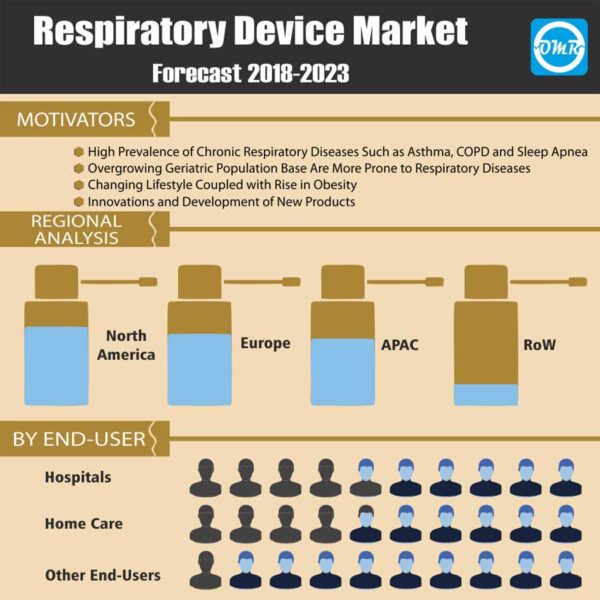 Respiratory Device Market
Forecast 2018-2023
OMR
MOTIVATORS
High Prevalence of Chronic Respiratory Diseases Such as Asthma, COPD and Sleep Apnea
Overgrowing Geriatric Population Base Are More Prone to Respiratory Diseases
Changing Lifestyle Coupled with Rise in Obesity
Innovations and Development of New Products
REGIONAL
ANALYSIS
North
America
Europe
APAC
RoW
BY END-USER
Hospitals
Home Care
Other End-Users